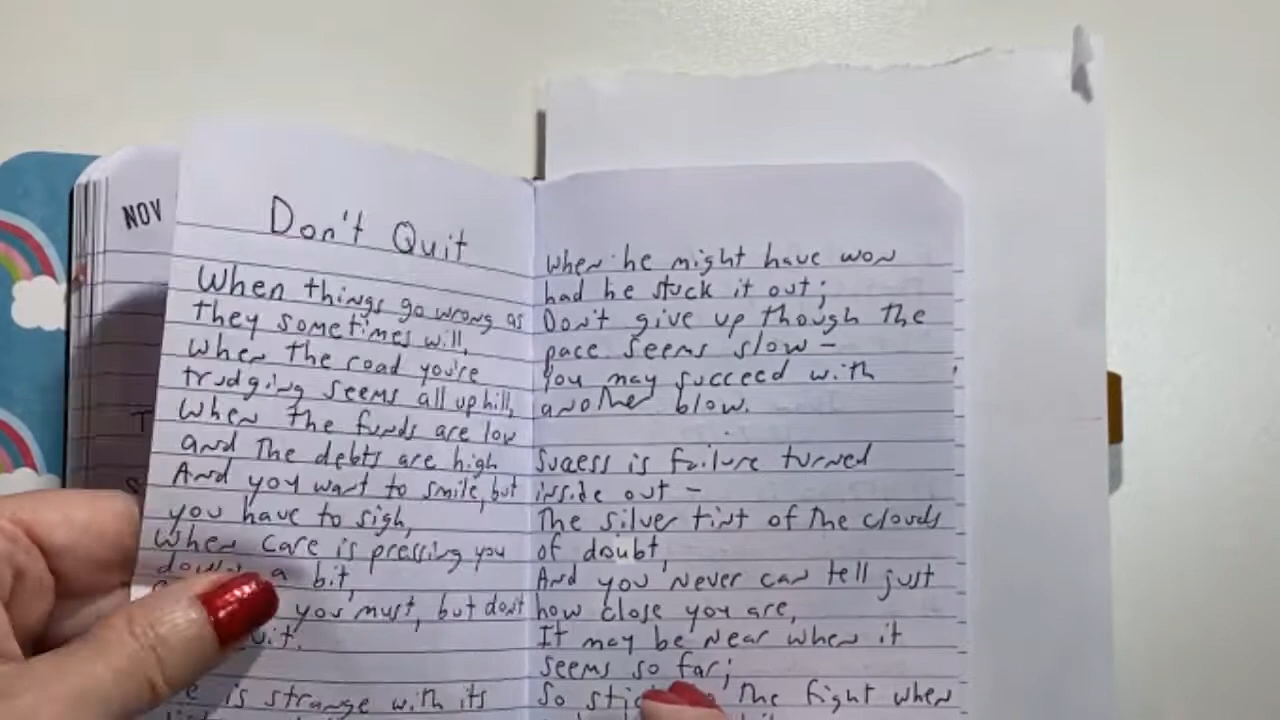 NOV
Don't Quit
When things go wrong as
they sometimes will,
When the road you're
trudging seems all up hill,
When the funds are low
and the debts are high
And you want to smile, but
you have to sigh,
When care is pressing you
a bit,
you must, but don't
is strange with its
When he might have won
had he stuck it out;
Don't give up though the
pace seems slow -
You may succeed with
another blow.
Success is failure turned
inside out -
The silver tint of the clouds
of doubt,
And you never can tell just
how close you are,
It may be near when it
seems so far;
So the fight when